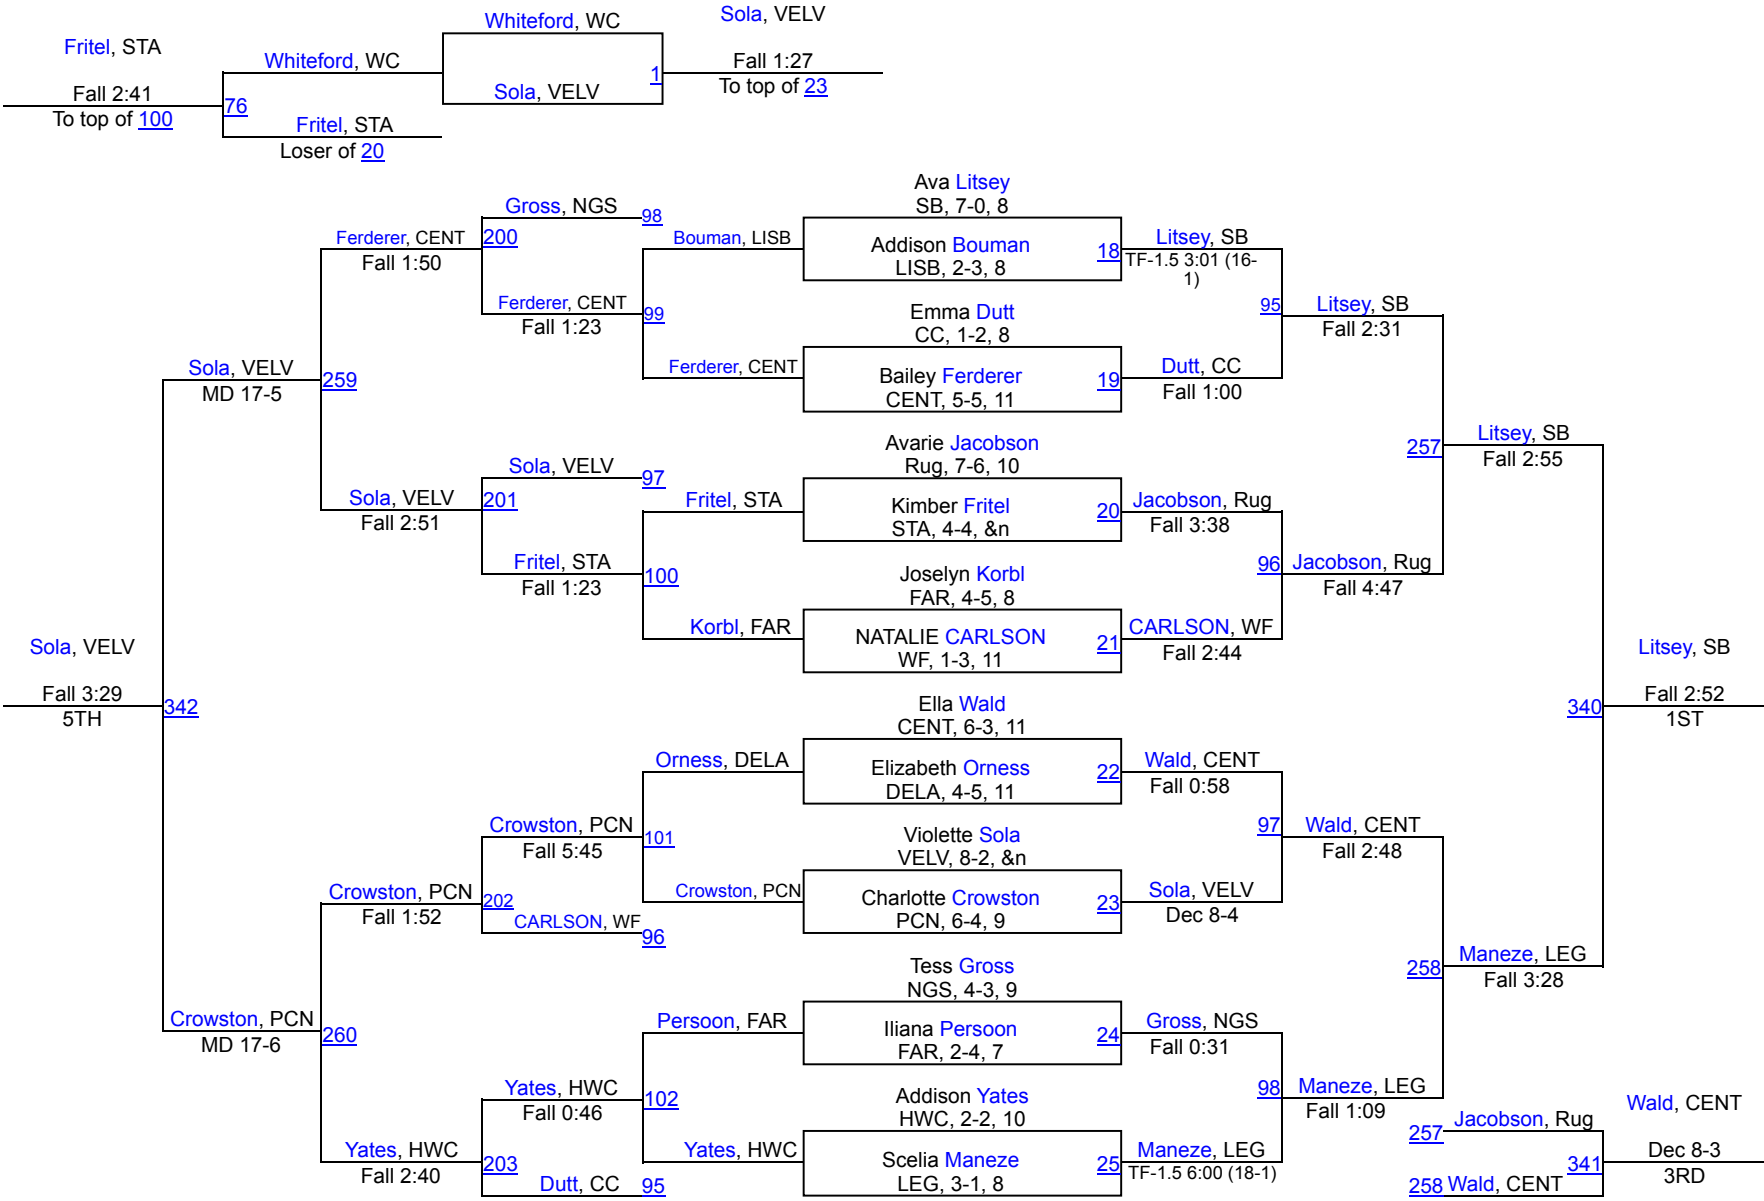 Whiteford, WC
Sola, VELV
Fritel, STA
Whiteford, WC
Fall 1:27
1
Fall 2:41
Sola, VELV
To top of 23
76
To top of 100
Fritel, STA
Loser of 20
Ava Litsey
SB, 7-0, 8
Gross, NGS
98
Ferderer, CENT
200
Bouman, LISB
Addison Bouman
18
Litsey, SB
Fall 1:50
LISB, 2-3, 8
TF-1.5 3:01 (16-
1)
Ferderer, CENT
99
Emma Dutt
95
Litsey, SB
Fall 1:23
CC, 1-2, 8
Fall 2:31
Sola, VELV
259
Ferderer, CENT
Bailey Ferderer
19
Dutt, CC
MD 17-5
CENT, 5-5, 11
Fall 1:00
Avarie Jacobson
Rug, 7-6, 10
257
Litsey, SB
Fall 2:55
Sola, VELV
97
Sola, VELV
201
Fritel, STA
Kimber Fritel
20
Jacobson, Rug
Fall 2:51
STA, 4-4, &n
Fall 3:38
Fritel, STA
100
Joselyn Korbl
96
Jacobson, Rug
Fall 1:23
FAR, 4-5, 8
Fall 4:47
Korbl, FAR
NATALIE CARLSON
21
CARLSON, WF
WF, 1-3, 11
Fall 2:44
Sola, VELV
Litsey, SB
Fall 3:29
342
5TH
Ella Wald
CENT, 6-3, 11
340
Fall 2:52
1ST
Orness, DELA
Elizabeth Orness
22
Wald, CENT
DELA, 4-5, 11
Fall 0:58
Crowston, PCN
101
Violette Sola
97
Wald, CENT
Fall 5:45
VELV, 8-2, &n
Fall 2:48
Crowston, PCN
202
Crowston, PCN
Charlotte Crowston
23
Sola, VELV
Fall 1:52
CARLSON, WF
96
PCN, 6-4, 9
Dec 8-4
Tess Gross
NGS, 4-3, 9
258
Maneze, LEG
Fall 3:28
Crowston, PCN
260
Persoon, FAR
Iliana Persoon
24
Gross, NGS
MD 17-6
FAR, 2-4, 7
Fall 0:31
Yates, HWC
102
Addison Yates
98
Maneze, LEG
Fall 0:46
HWC, 2-2, 10
Fall 1:09
Wald, CENT
257
Jacobson, Rug
Yates, HWC
203
Yates, HWC
Scelia Maneze
25
Maneze, LEG
341
Dec 8-3
Fall 2:40
Dutt, CC
95
LEG, 3-1, 8
TF-1.5 6:00 (18-1)
258
Wald, CENT
3RD